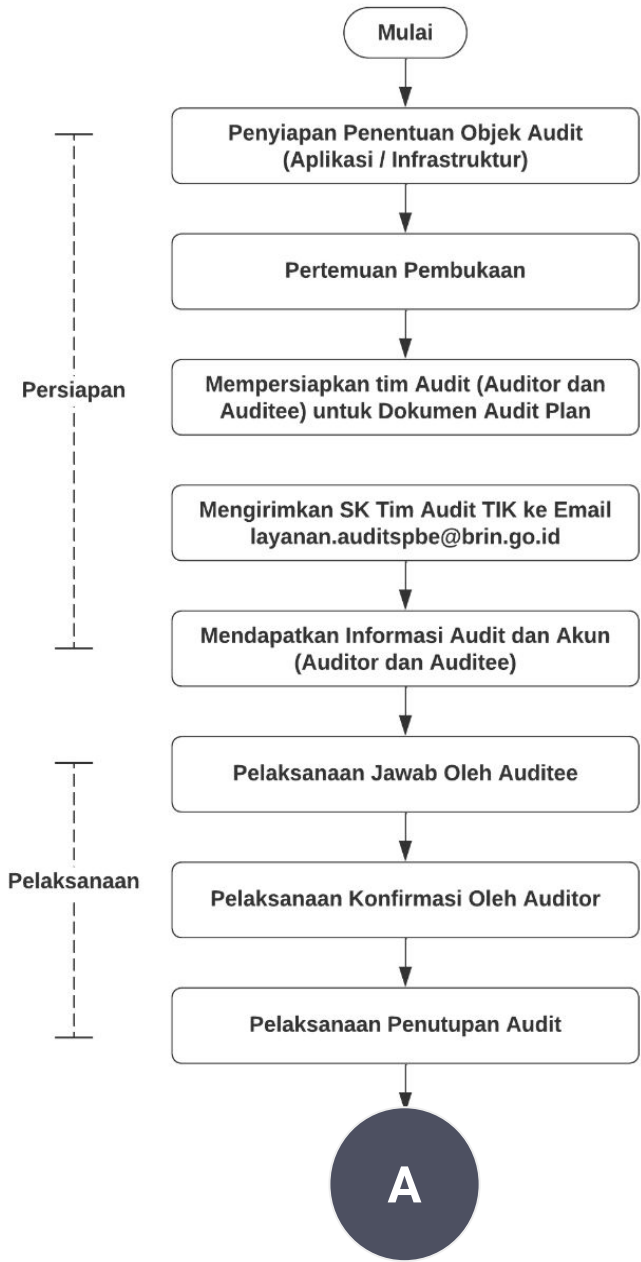 Mulai
Penyiapan Penentuan Objek Audit
(Aplikasi / Infrastruktur)
Pertemuan Pembukaan
Persiapan
Mempersiapkan tim Audit (Auditor dan
Auditee) untuk Dokumen Audit Plan
Mengirimkan SK Tim Audit TIK ke Email
layanan.auditspbe@brin.go.id
Mendapatkan Informasi Audit dan Akun
(Auditor dan Auditee)
Pelaksanaan Jawab Oleh Auditee
Pelaksanaan
Pelaksanaan Konfirmasi Oleh Auditor
Pelaksanaan Penutupan Audit
A